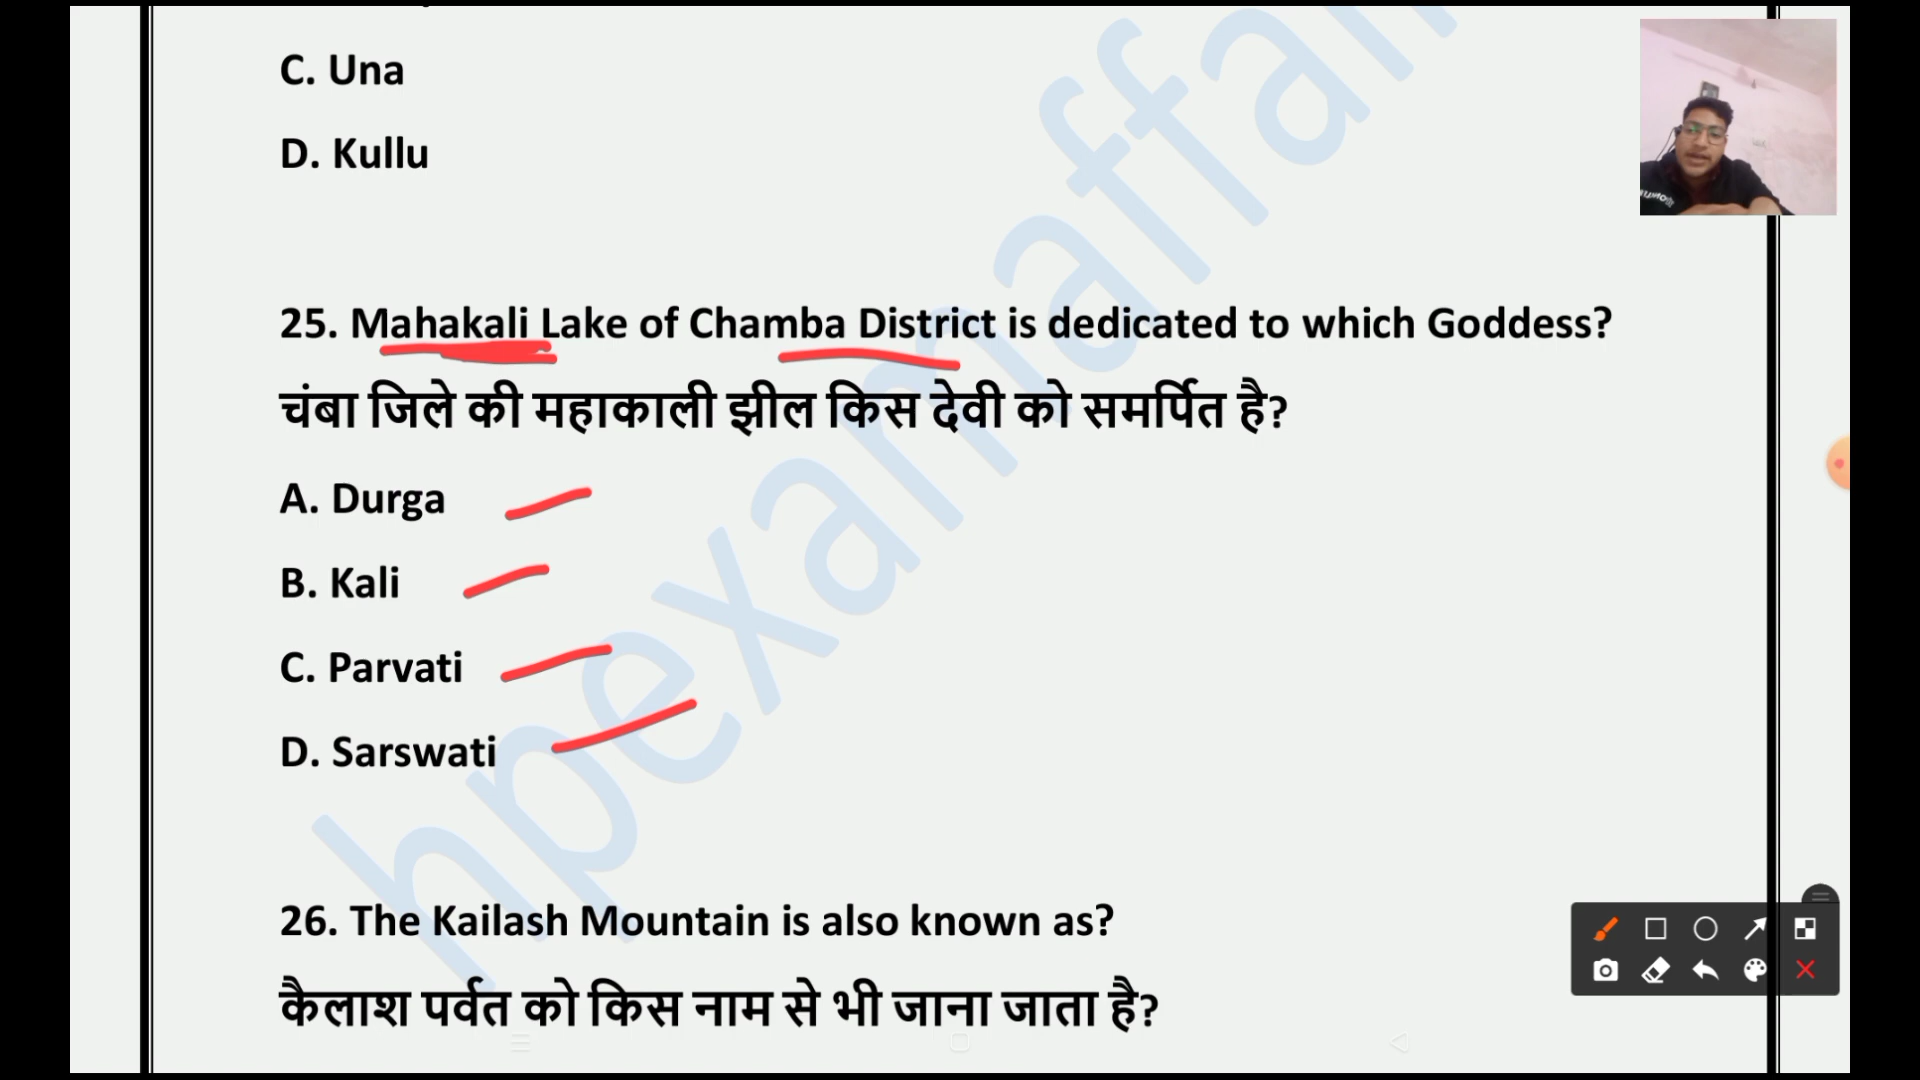 C. Una
D. Kullu
25. Mahakali Lake of Chamba District is dedicated to which Goddess?
चंबा जिले की महाकाली झील किस देवी को समर्पित है?
A. Durga
B. Kali
C. Parvati
D. Sarswati
26. The Kailash Mountain is also known as?
कैलाश पर्वत को किस नाम से भी जाना जाता है?
hpexamaffair